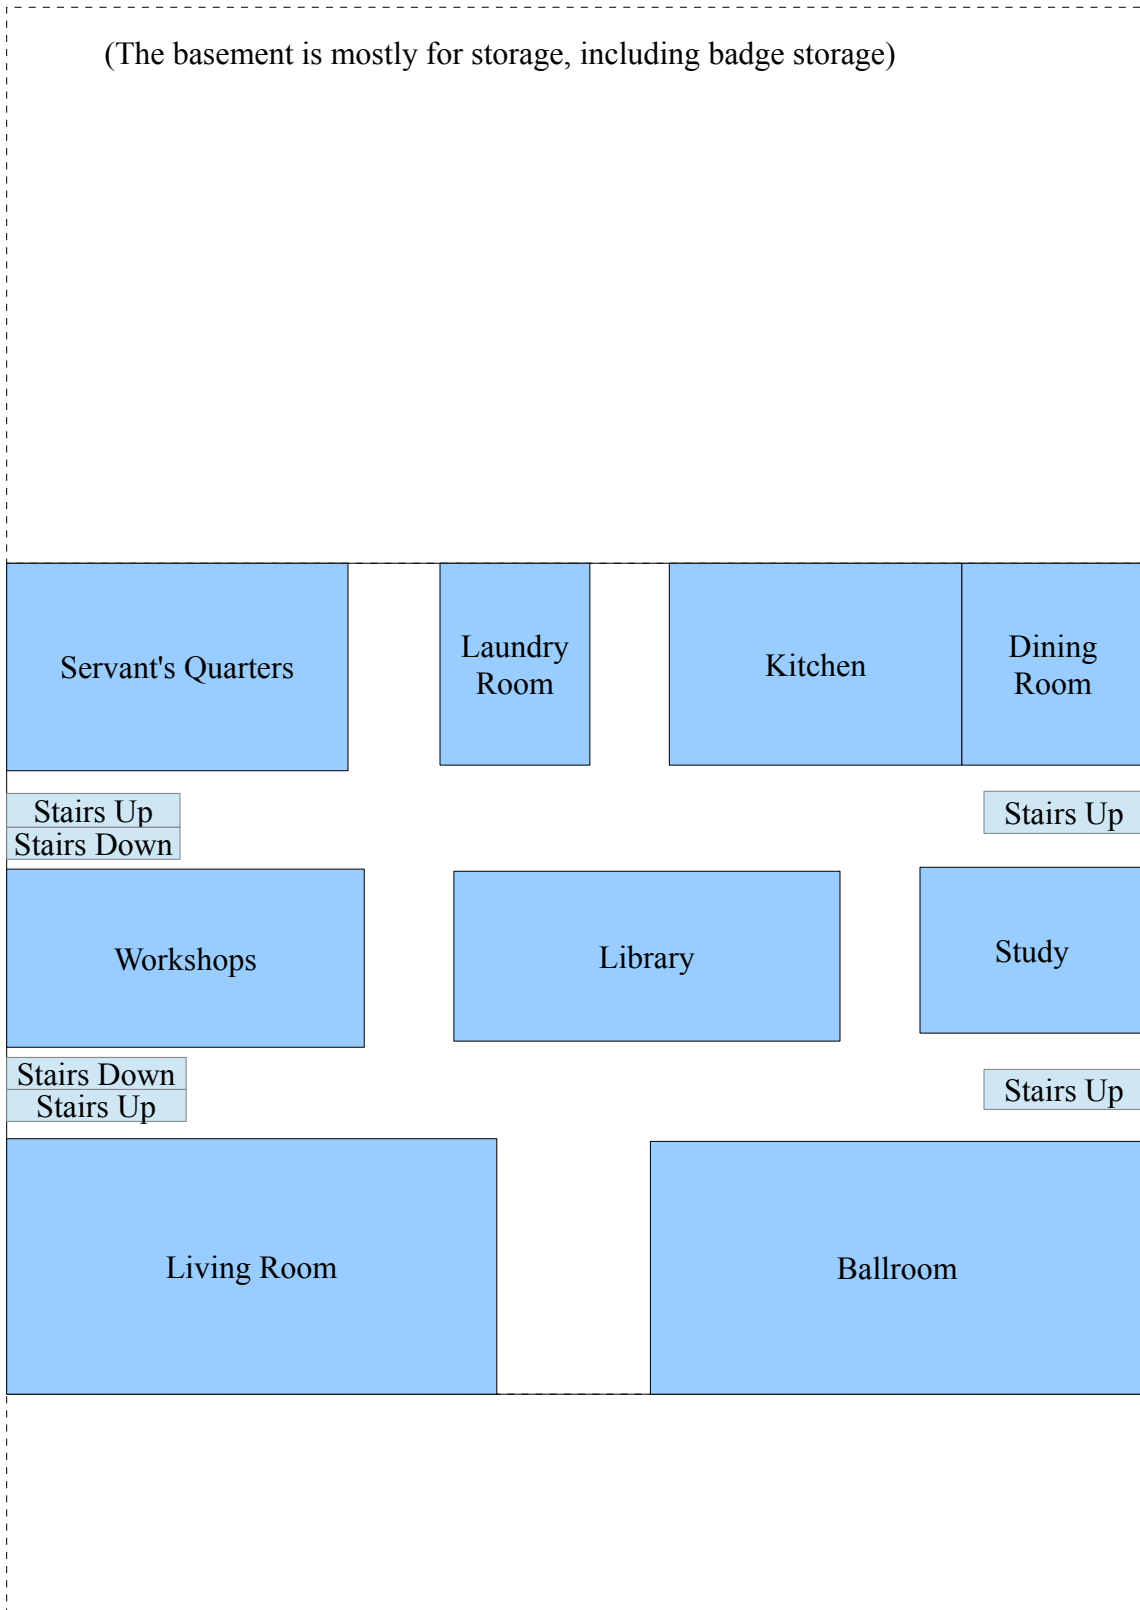 (The basement is mostly for storage, including badge storage)
Servant's Quarters
Laundry
Room
Kitchen
Dining
Room
Stairs Up
Stairs Down
Stairs Up
Workshops
Library
Study
Stairs Down
Stairs Up
Stairs Up
Living Room
Ballroom